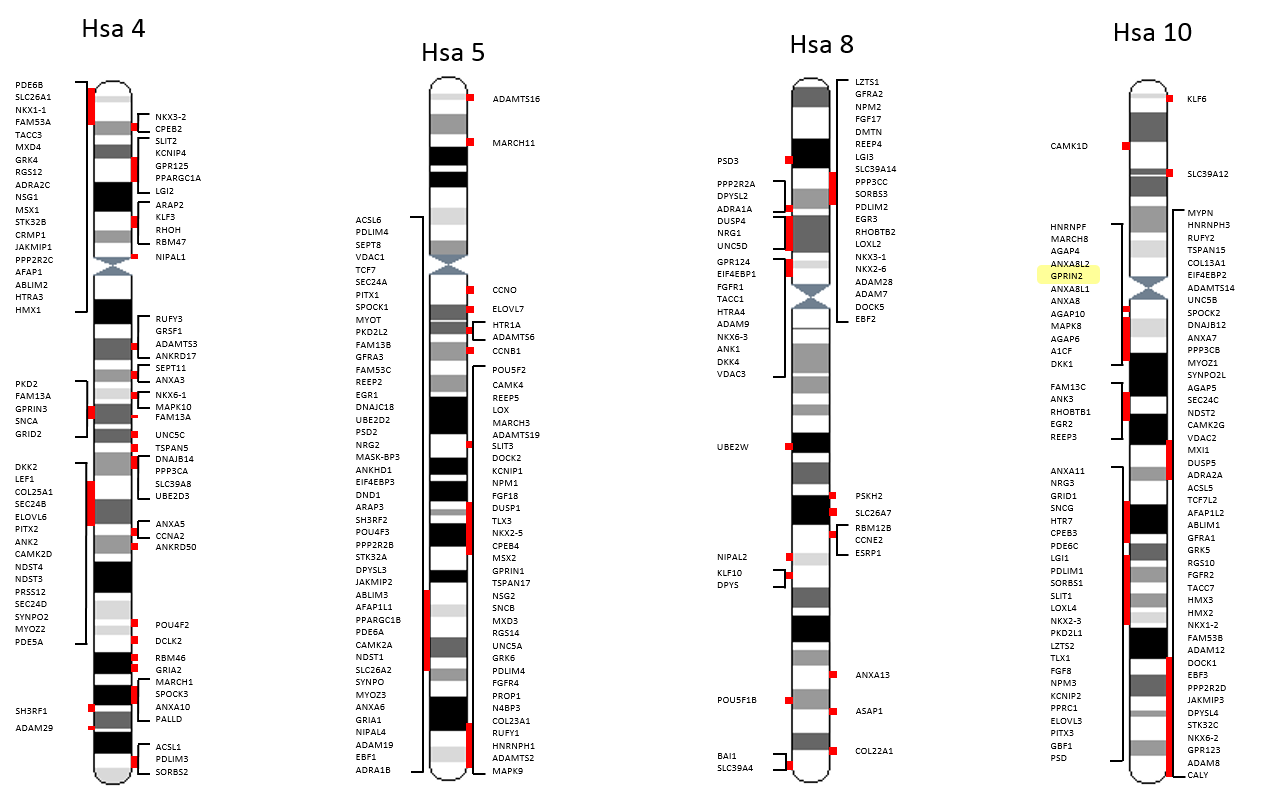 Hsa 4
PDE6B
SLC26A1
NKX1-1
FAM53A
TACC3
MXD4
GRK4
RGS12
ADRA2C
NSG1
MSX1
STK32B
CRMP1
JAKMIP1
PPP2R2C
AFAP1
ABLIM2
HTRA3
HMX1
PKD2
FAM13A
GPRIN3
SNCA
GRID2
DKK2
LEF1
COL25A1
SEC24B
ELOVL6
PITX2
ANK2
CAMK2D
NDST4
NDST3
PRSS12
SEC24D
SYNPO2
MYOZ2
PDE5A
SH3RF1
ADAM29
NKX3-2
CPEB2
SLIT2
KCNIP4
GPR125
PPARGC1A
LGI2
ARAP2
KLF3
RHOH
RBM47
NIPAL1
RUFY3
GRSF1
ADAMTS3
ANKRD17
SEPT11
ANXA3
NKX6-1
MAPK10
FAM13A
UNC5C
TSPAN5
DNAJB14
PPP3CA
SLC39A8
UBE2D3
ANXA5
CCNA2
ANKRD50
POU4F2
DCLK2
RBM46
GRIA2
MARCH1
SPOCK3
ANXA10
PALLD
ACSL1
PDLIM3
SORBS2
Hsa 5
ACSL6
PDLIM4
SEPT8
VDAC1
TCF7
SEC24A
PITX1
SPOCK1
MYOT
PKD2L2
FAM13B
GFRA3
FAM53C
REEP2
EGR1
DNAJC18
UBE2D2
PSD2
NRG2
MASK-BP3
ANKHD1
EIF4EBP3
DND1
ARAP3
SH3RF2
POU4F3
PPP2R2B
STK32A
DPYSL3
JAKMIP2
ABLIM3
AFAP1L1
PPARGC1B
PDE6A
CAMK2A
NDST1
SLC26A2
SYNPO
MYOZ3
ANXA6
GRIA1
NIPAL4
ADAM19
EBF1
ADRA1B
ADAMTS16
MARCH11
CCNO
ELOVL7
HTR1A
ADAMTS6
CCNB1
POU5F2
CAMK4
REEP5
LOX
MARCH3
ADAMTS19
SLIT3
DOCK2
KCNIP1
NPM1
FGF18
DUSP1
TLX3
NKX2-5
CPEB4
MSX2
GPRIN1
TSPAN17
NSG2
SNCB
MXD3
RGS14
UNC5A
GRK6
PDLIM4
FGFR4
PROP1
N4BP3
COL23A1
RUFY1
HNRNPH1
ADAMTS2
MAPK9
Hsa 8
PSD3
PPP2R2A
DPYSL2
ADRA1A
DUSP4
NRG1
UNC5D
GPR124
EIF4EBP1
FGFR1
TACC1
HTRA4
ADAM9
NKX6-3
ANK1
DKK4
VDAC3
UBE2W
NIPAL2
KLF10
DPYS
POU5F1B
BAI1
SLC39A4
LZTS1
GFRA2
NPM2
FGF17
DMTN
REEP4
LGI3
SLC39A14
PPP3CC
SORBS3
PDLIM2
EGR3
RHOBTB2
LOXL2
NKX3-1
NKX2-6
ADAM28
ADAM7
DOCK5
EBF2
PSKH2
SLC26A7
RBM12B
CCNE2
ESRP1
ANXA13
ASAP1
COL22A1
Hsa 10
CAMK1D
HNRNPF
MARCH8
AGAP4
ANXA8L2
GPRIN2
ANXA8L1
ANXA8
AGAP10
MAPK8
AGAP6
A1CF
DKK1
FAM13C
ANK3
RHOBTB1
EGR2
REEP3
ANXA11
NRG3
GRID1
SNCG
HTR7
CPEB3
PDE6C
LGI1
PDLIM1
SORBS1
SLIT1
LOXL4
NKX2-3
PKD2L1
LZTS2
TLX1
FGF8
NPM3
KCNIP2
PPRC1
ELOVL3
PITX3
GBF1
PSD
KLF6
SLC39A12
MYPN
HNRNPH3
RUFY2
TSPAN15
COL13A1
EIF4EBP2
ADAMTS14
UNC5B
SPOCK2
DNAJB12
ANXA7
PPP3CB
MYOZ1
SYNPO2L
AGAP5
SEC24C
NDST2
CAMK2G
VDAC2
MXI1
DUSP5
ADRA2A
ACSL5
TCF7L2
AFAP1L2
ABLIM1
GFRA1
GRK5
RGS10
FGFR2
TACC7
HMX3
HMX2
NKX1-2
FAM53B
ADAM12
DOCK1
EBF3
PPP2R2D
JAKMIP3
DPYSL4
STK32C
NKX6-2
GPR123
ADAM8
CALY